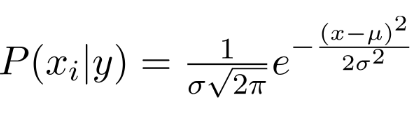 $P(x_i|y) = \frac{1}{\sigma\sqrt{2\pi}} e^{-\frac{(x-\mu)^2}{2\sigma^2}}$